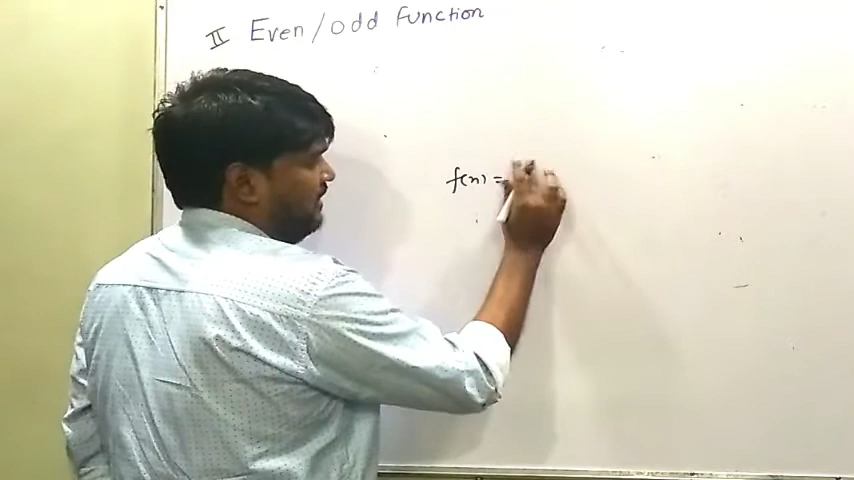 II Even/odd function
f(x) =